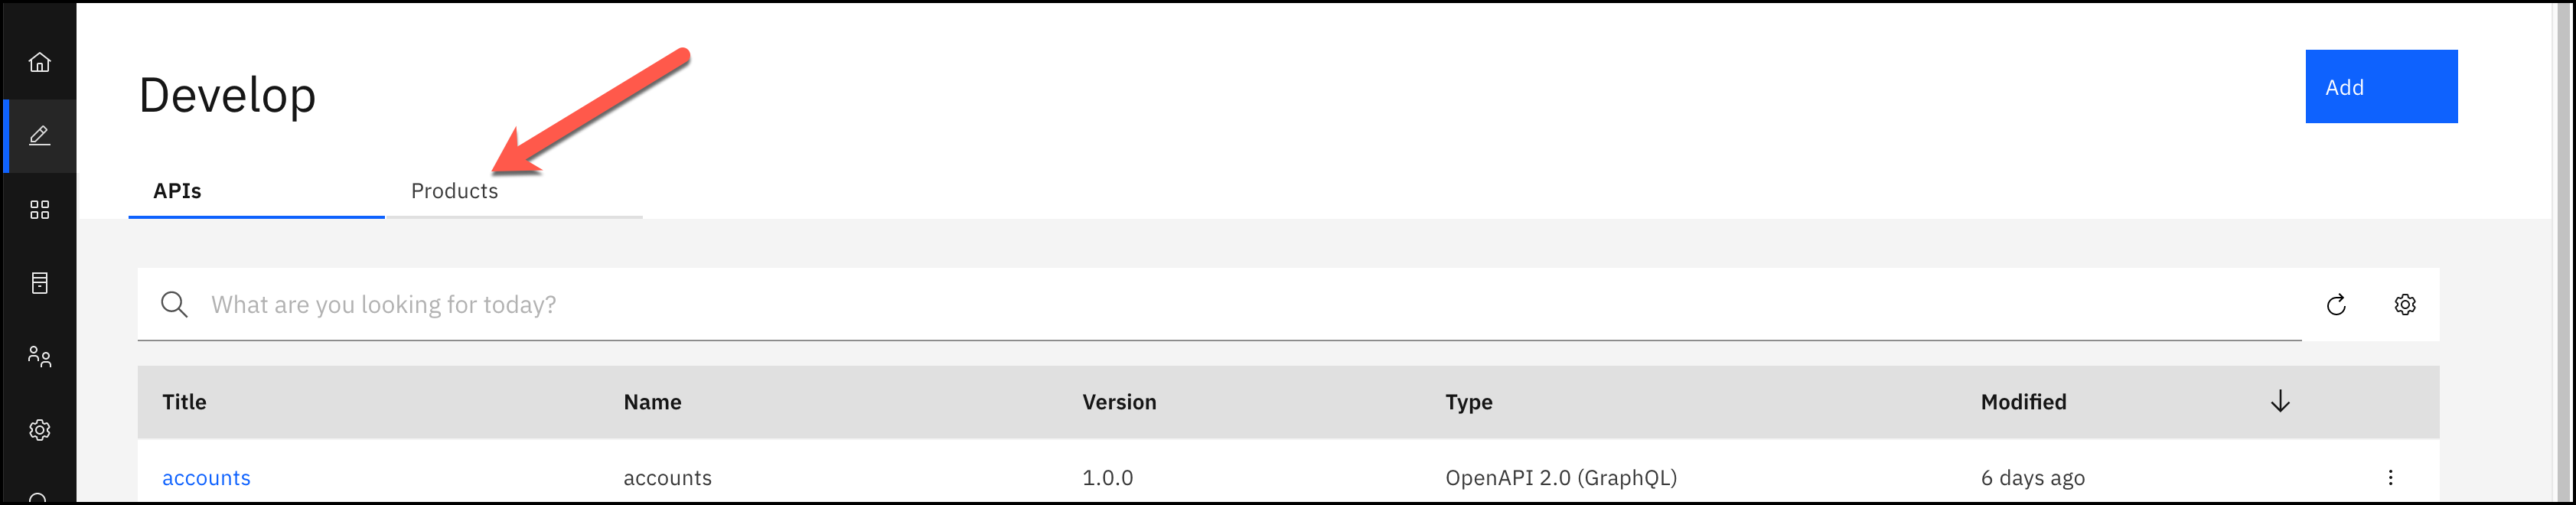 Develop
Add
APIs Products
What are you looking for today?
Title Name Version Type Modified
accounts accounts 1.0.0 OpenAPI 2.0 (GraphQL) 6 days ago